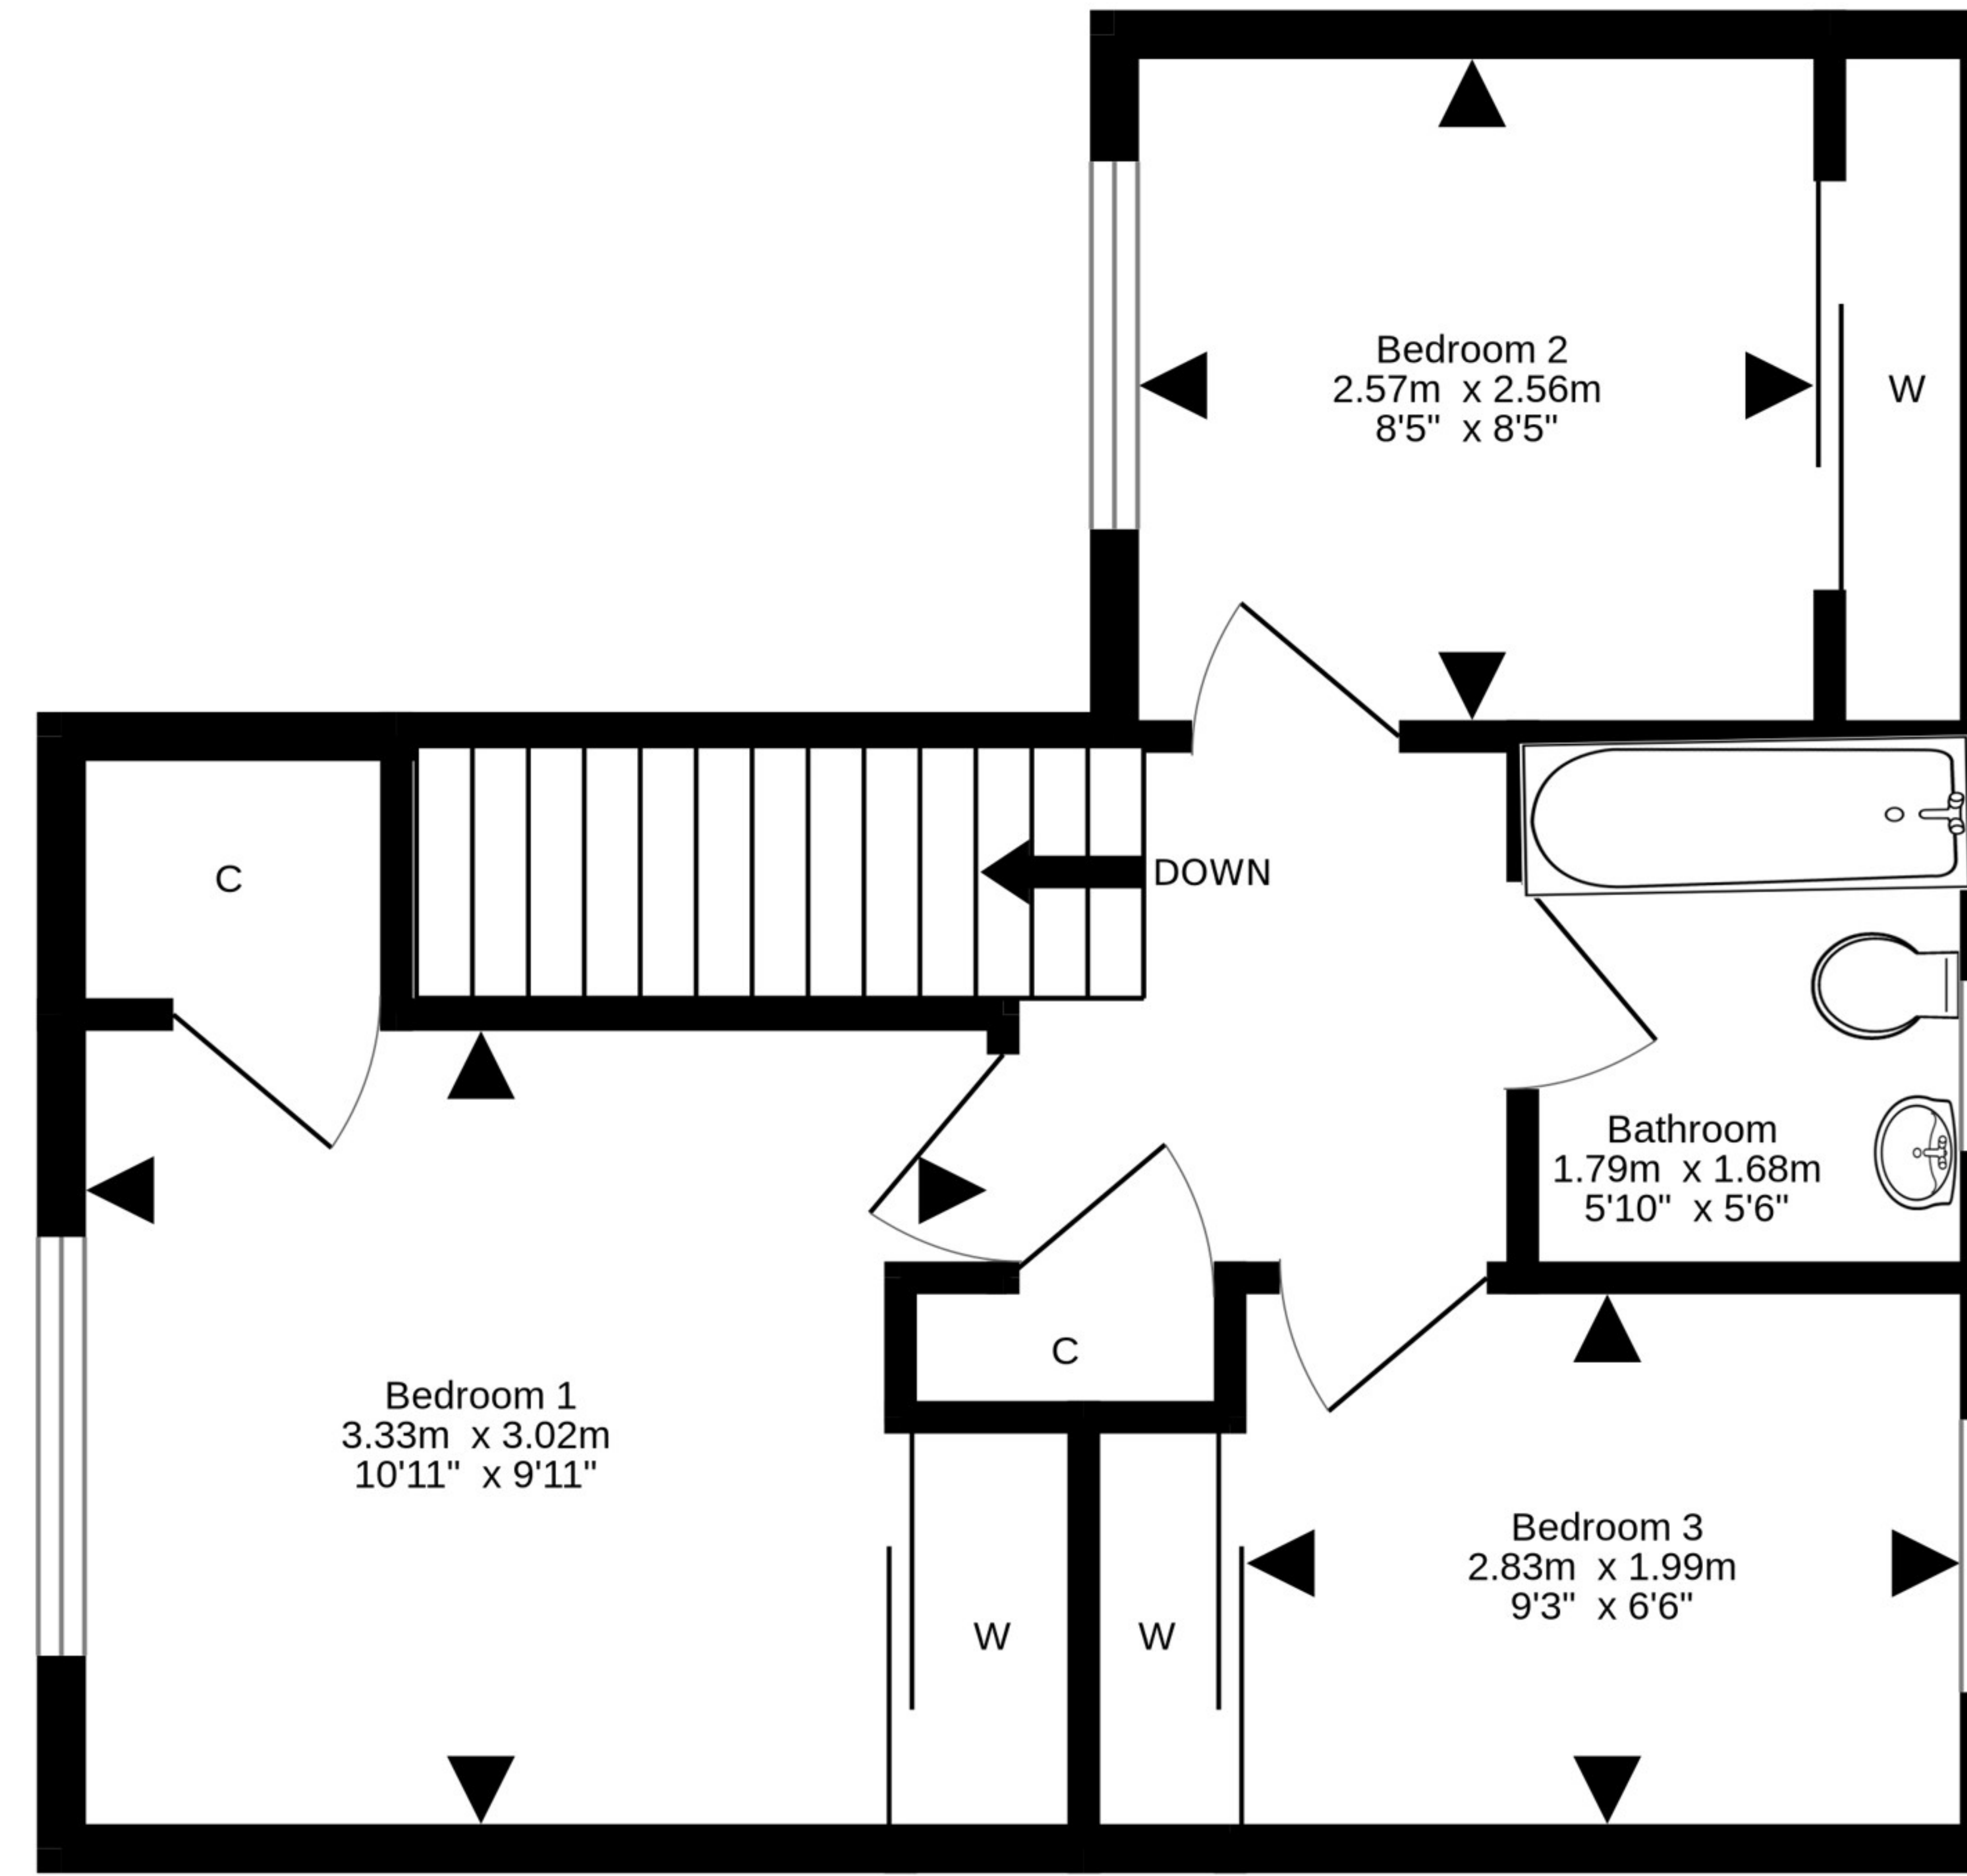 Bedroom 2
2.57m x 2.56m
8'5" x 8'5"
W
C
DOWN
Bathroom
1.79m x 1.68m
5'10" x 5'6"
C
Bedroom 1
3.33m x 3.02m
10'11" x 9'11"
Bedroom 3
2.83m x 1.99m
9'3" x 6'6"
W
W